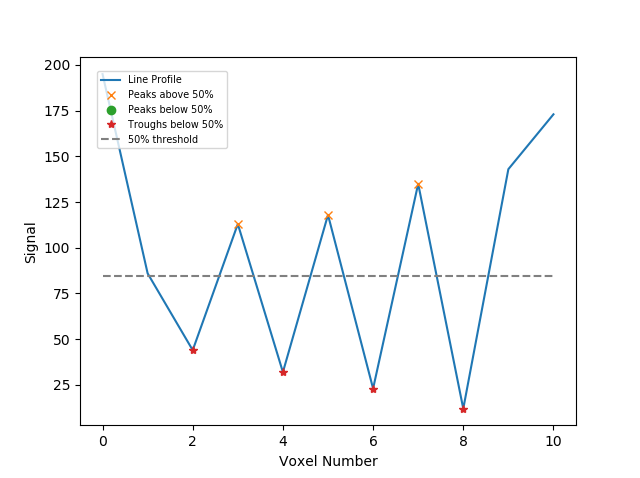 200
175
150
125
100
75
50
25
Signal
Line Profile
Peaks above 50%
Peaks below 50%
Troughs below 50%
50% threshold
0 2 4 6 8 10
Voxel Number